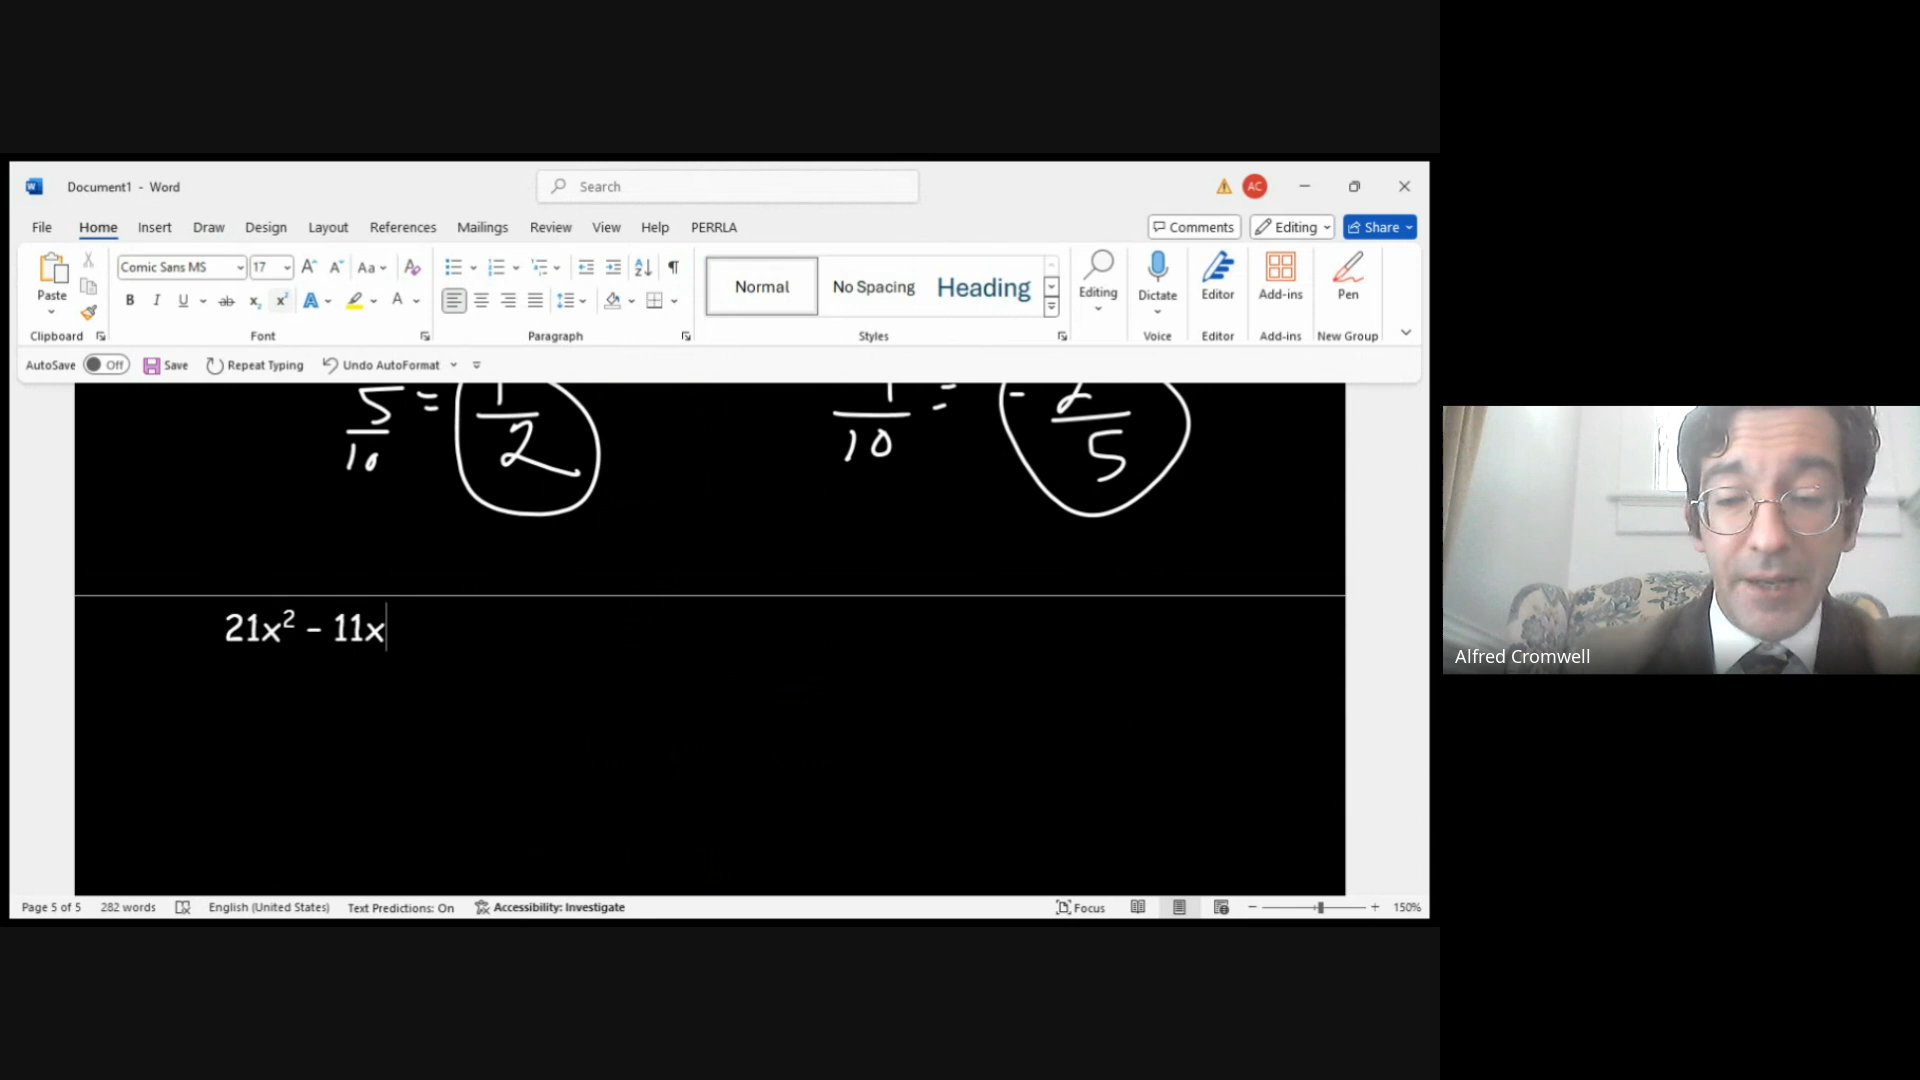 Document1 - Word
Search
AC
File Home Insert Draw Design Layout References Mailings Review View Help PERRLA
Comments Editing Share
Comic Sans MS 17 A A Aa A
Paste
B I U ab x, x² A A
Normal No Spacing Heading
Editing Dictate Editor Add-ins Pen
Clipboard Font Paragraph Styles Voice Editor Add-ins New Group
AutoSave Off Save Repeat Typing Undo AutoFormat
5/10 = 1/2
1/10 = - 2/5
21x² - 11x
Alfred Cromwell
Page 5 of 5 282 words English (United States) Text Predictions: On Accessibility: Investigate Focus 150%